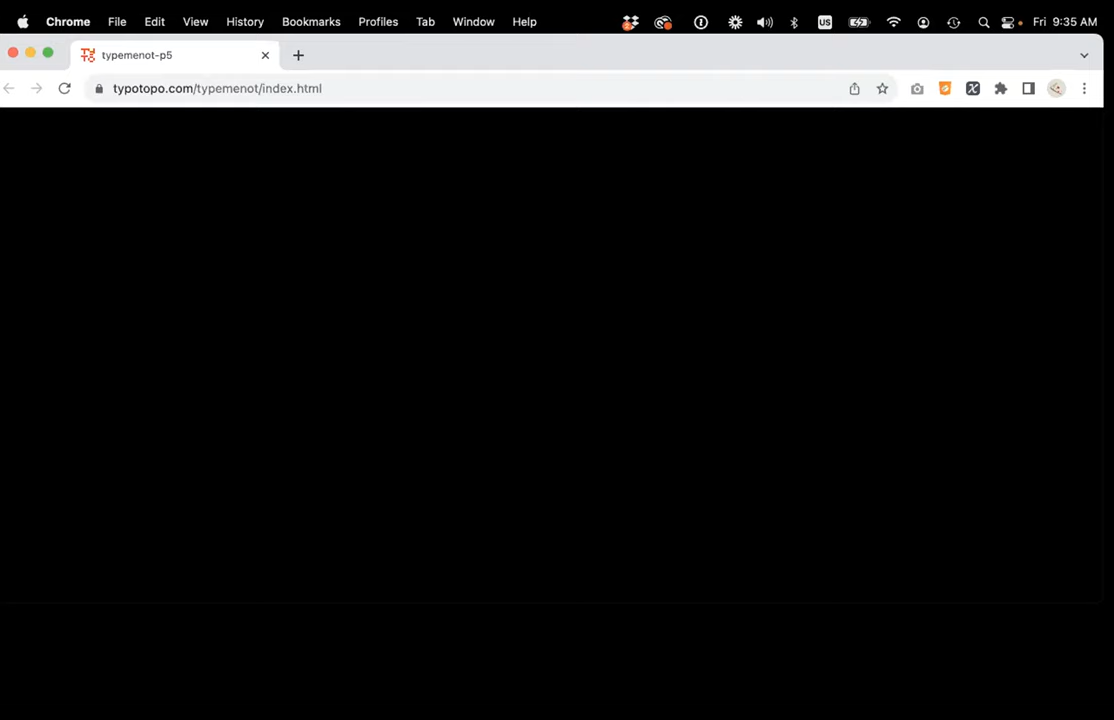 Chrome File Edit View History Bookmarks Profiles Tab Window Help US Fri 9:35 AM
typemenot-p5
typotopo.com/typemenot/index.html